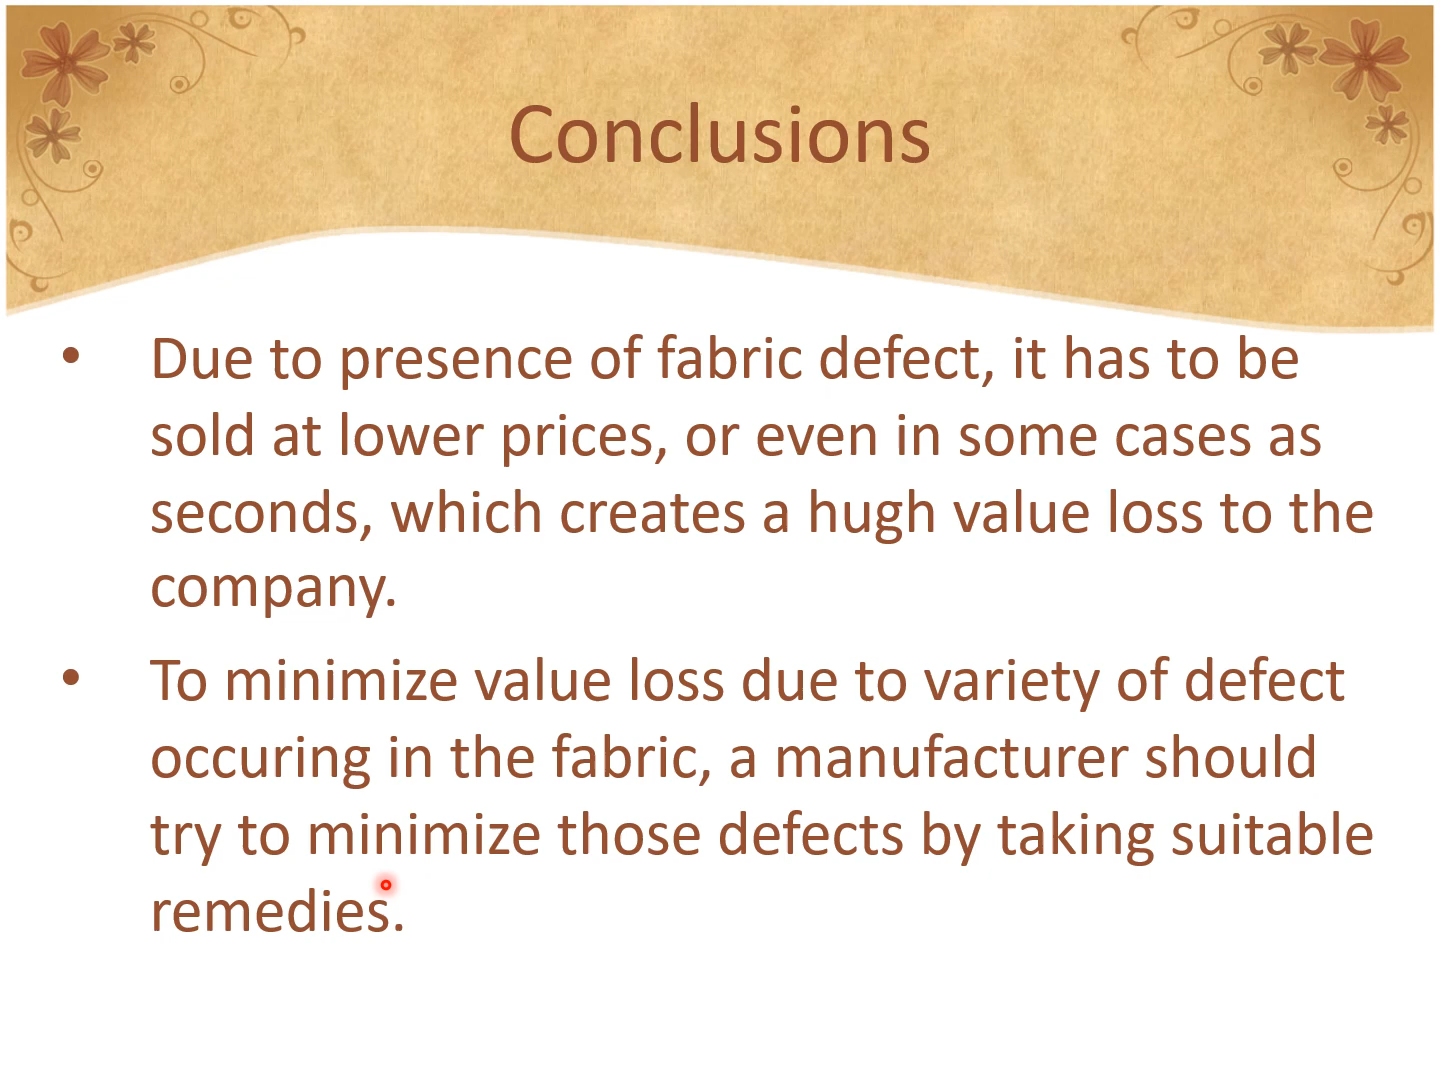 Conclusions
• Due to presence of fabric defect, it has to be
sold at lower prices, or even in some cases as
seconds, which creates a hugh value loss to the
company.
• To minimize value loss due to variety of defect
occuring in the fabric, a manufacturer should
try to minimize those defects by taking suitable
remedies.